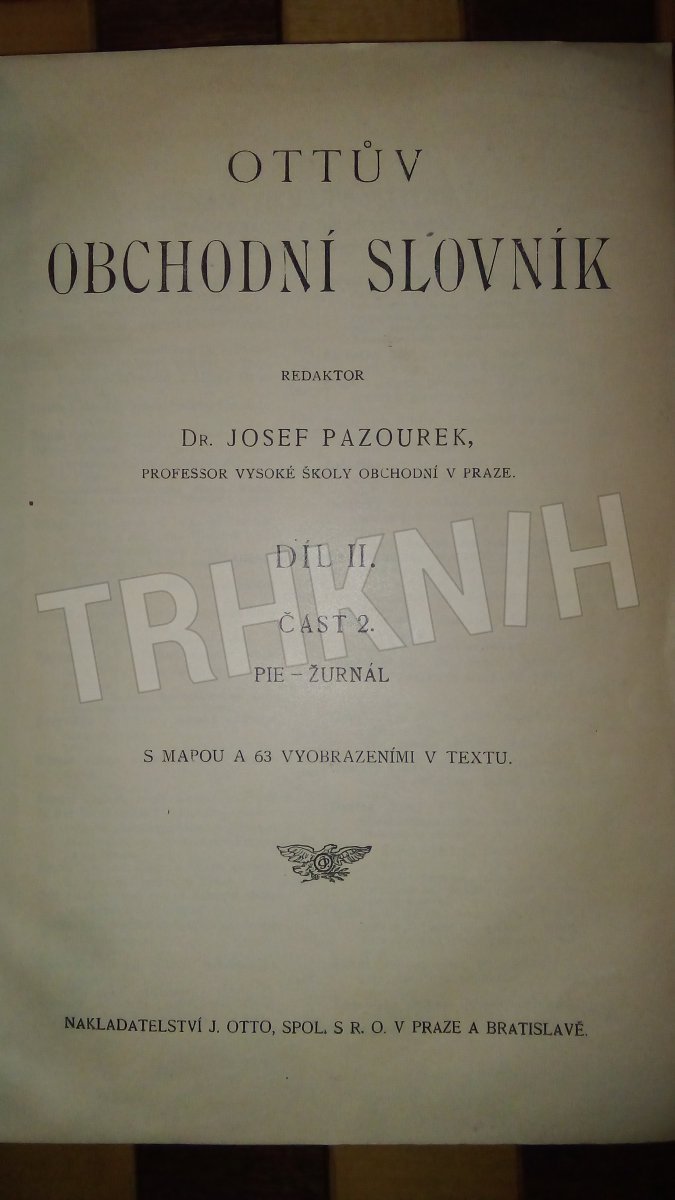 OTTŮV
OBCHODNÍ SLOVNÍK
REDAKTOR
DR. JOSEF PAZOUREK,
PROFESSOR VYSOKÉ ŠKOLY OBCHODNÍ V PRAZE.
DÍL II.
TRHKNIH
ČÁST 2.
PIE – ŽURNÁL
S MAPOU A 63 VYOBRAZENÍMI V TEXTU.
NAKLADATELSTVÍ J. OTTO, SPOL. S R. O. V PRAZE A BRATISLAVĚ.